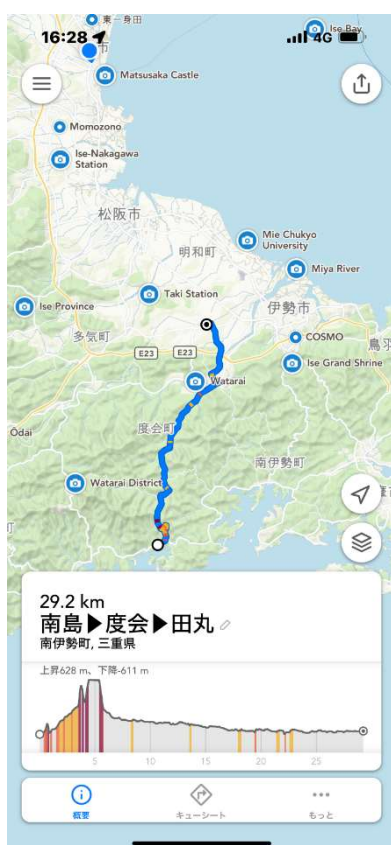 東一身田
Ise Bay
16:28
4G
市
Matsusaka Castle
Momozono
Ise-Nakagawa
Station
松阪市
Mie Chukyo
University
明和町
Miya River
Taki Station
Ise Province
伊勢市
多気町
E23
E23
COSMO
鳥羽
Ise Grand Shrine
Watarai
Ōdai
度会町
南伊勢町
Watarai District
29.2 km
南島▶度会▶田丸
南伊勢町, 三重県
上昇628 m、下降-611 m
5
10
15
20
25
概要
キューシート
もっと